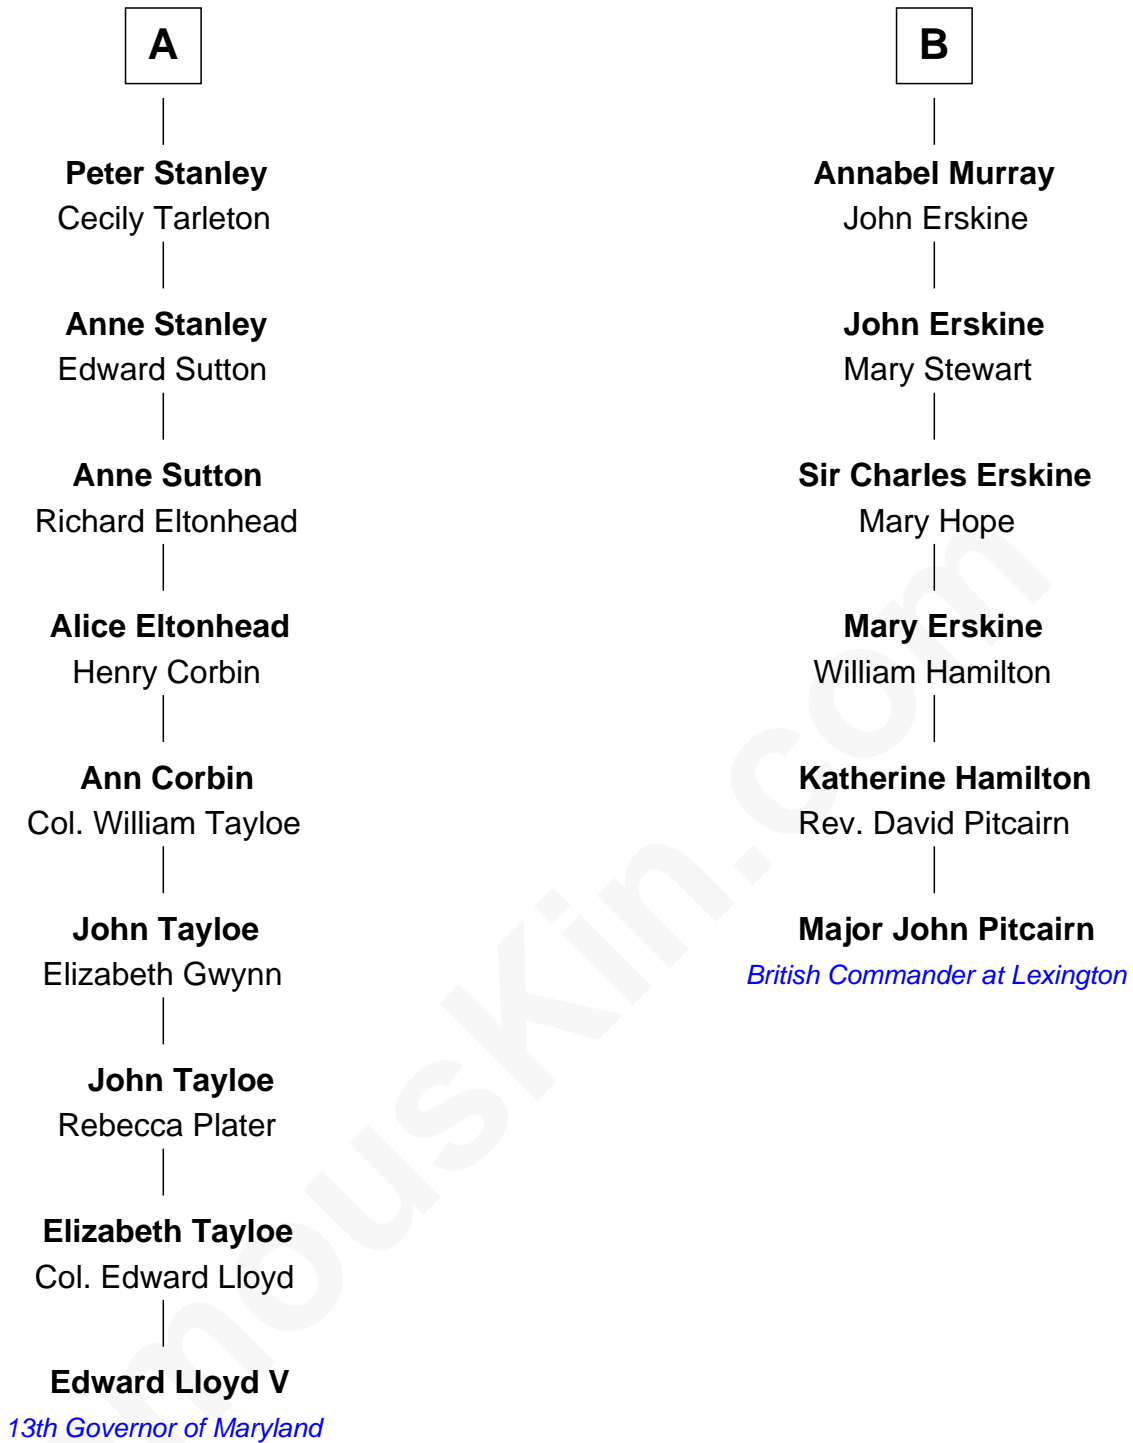 A
Peter Stanley
Cecily Tarleton
Anne Stanley
Edward Sutton
Anne Sutton
Richard Eltonhead
Alice Eltonhead
Henry Corbin
Ann Corbin
Col. William Tayloe
John Tayloe
Elizabeth Gwynn
John Tayloe
Rebecca Plater
Elizabeth Tayloe
Col. Edward Lloyd
Edward Lloyd V
13th Governor of Maryland
B
Annabel Murray
John Erskine
John Erskine
Mary Stewart
Sir Charles Erskine
Mary Hope
Mary Erskine
William Hamilton
Katherine Hamilton
Rev. David Pitcairn
Major John Pitcairn
British Commander at Lexington
mousKin.com